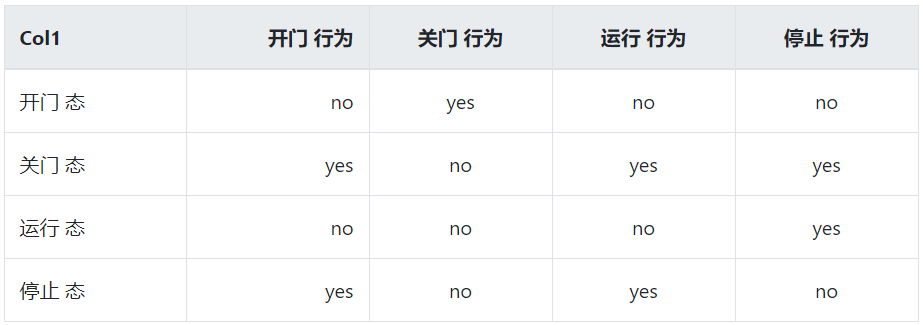 Col1 开门 行为 关门 行为 运行 行为 停止 行为
开门 态 no yes no no
关门 态 yes no yes yes
运行 态 no no no yes
停止 态 yes no yes no